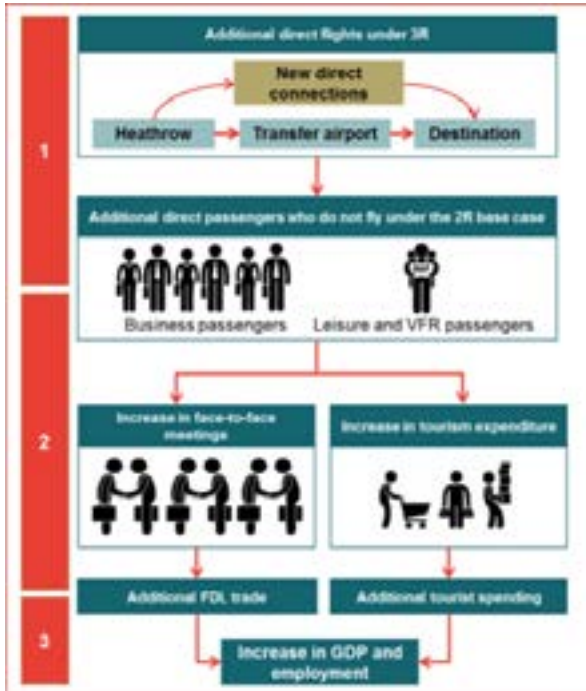 1
Additional direct flights under 3R
New direct
connections
Heathrow
Transfer airport
Destination
Additional direct passengers who do not fly under the 2R base case
Business passengers
Leisure and VFR passengers
2
Increase in face-to-face
meetings
Increase in tourism expenditure
Additional FDI, trade
Additional tourist spending
3
Increase in GDP and
employment